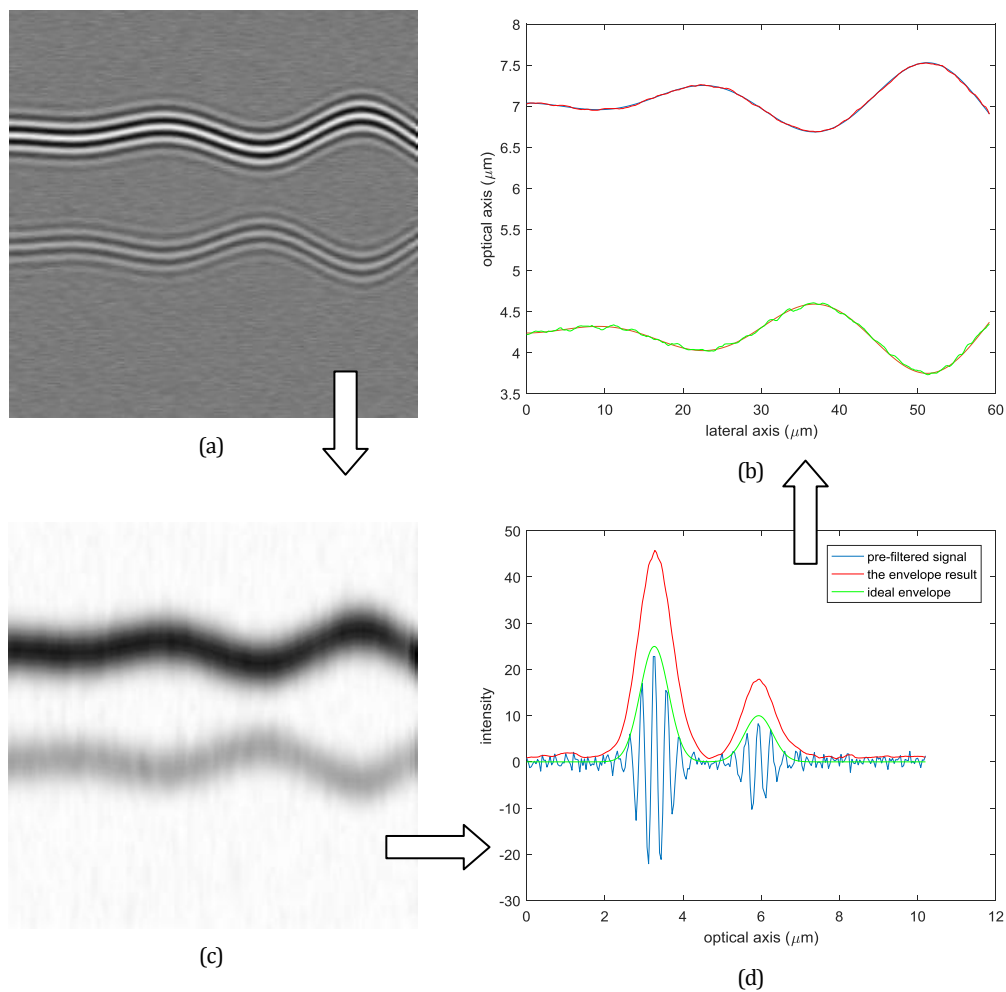 (a)
8
7.5
7
6.5
6
5.5
5
4.5
4
3.5
optical axis (μm)
0 10 20 30 40 50 60
lateral axis (μm)
(b)
(c)
50
40
30
20
10
0
-10
-20
-30
intensity
pre-filtered signal
the envelope result
ideal envelope
0 2 4 6 8 10 12
optical axis (μm)
(d)